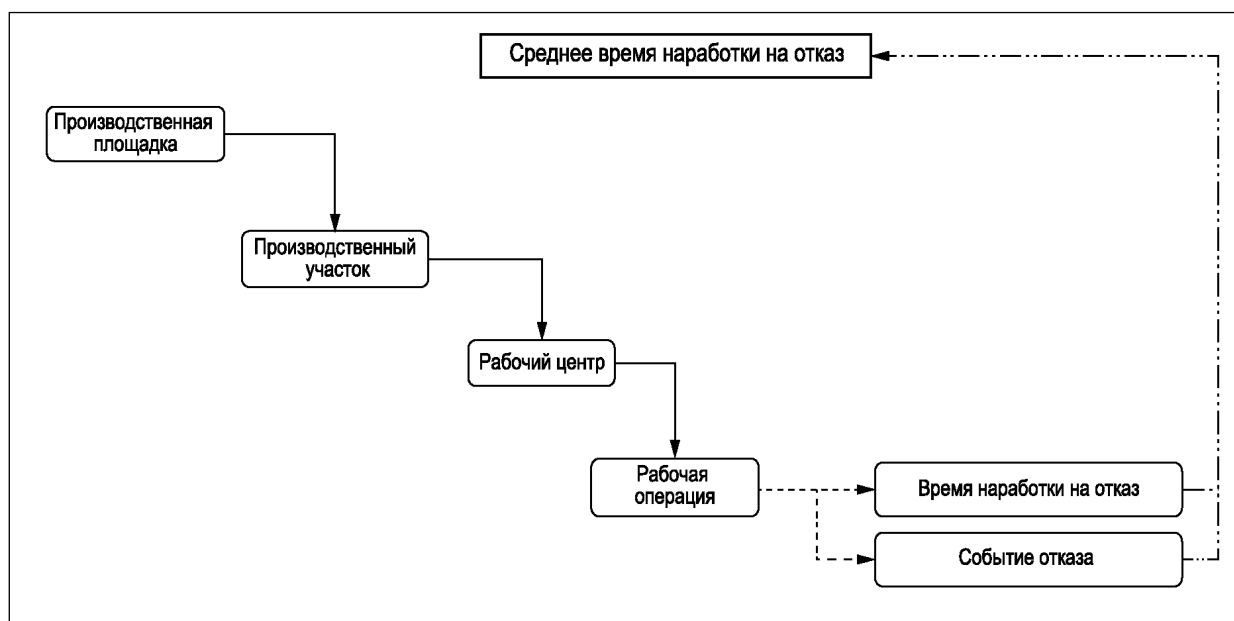 Среднее время наработки на отказ
Производственная
площадка
Производственный
участок
Рабочий центр
Рабочая
операция
Время наработки на отказ
Событие отказа